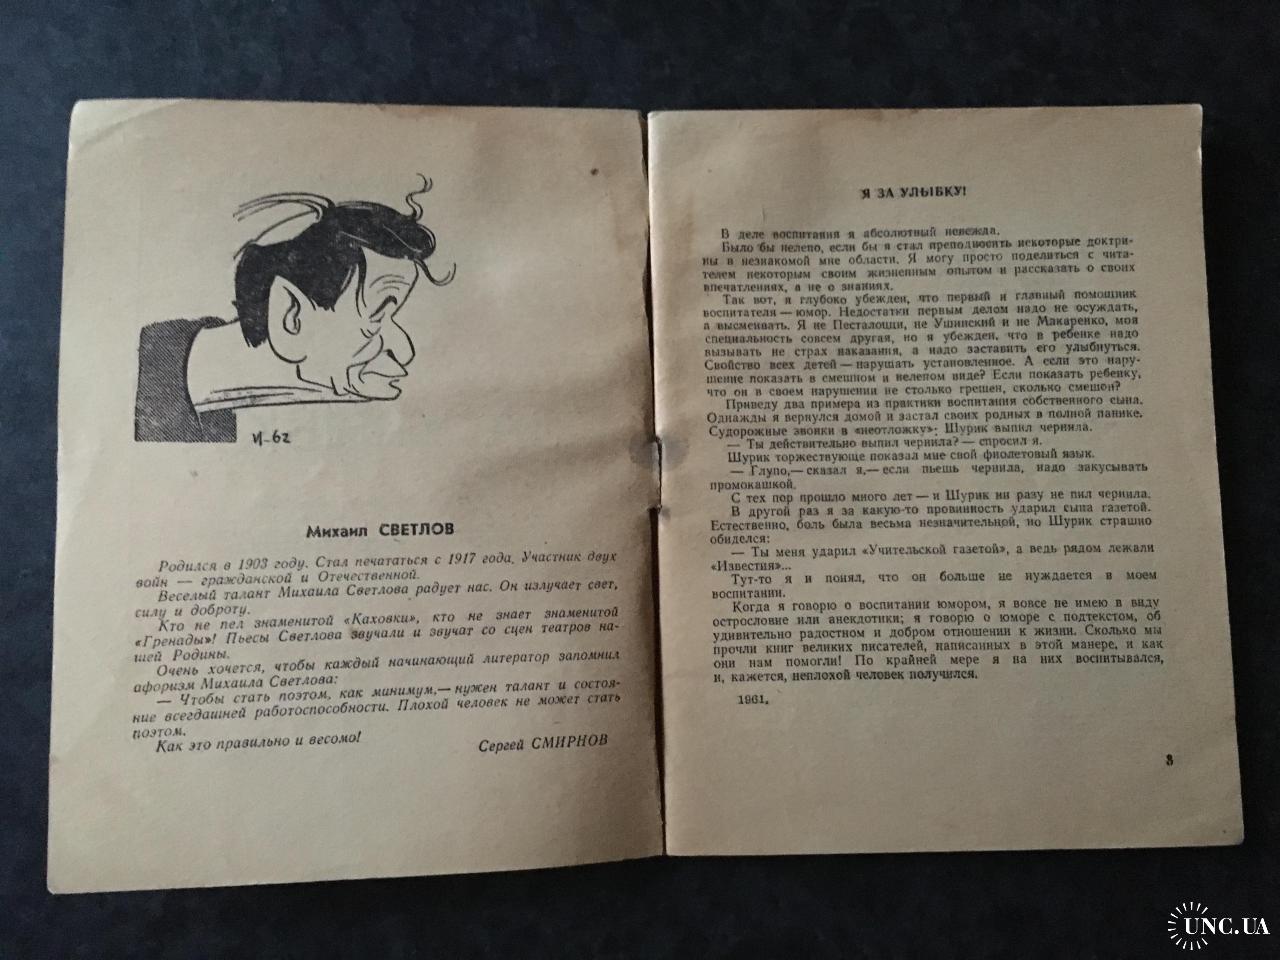 И-62
Михаил СВЕТЛОВ
Родился в 1903 году. Стал печататься с 1917 года. Участник двух
войн — гражданской и Отечественной.
Веселый талант Михаила Светлова радует нас. Он излучает свет,
силу и доброту.
Кто не пел знаменитой «Каховки», кто не знает знаменитой
«Гренады»! Пьесы Светлова звучали и звучат со сцен театров на-
шей Родины.
Очень хочется, чтобы каждый начинающий литератор запомнил
афоризм Михаила Светлова:
— Чтобы стать поэтом, как минимум,— нужен талант и состоя-
ние всегдашней работоспособности. Плохой человек не может стать
поэтом.
Как это правильно и весомо!
Сергей СМИРНОВ
Я ЗА УЛЫБКУ!
В деле воспитания я абсолютный невежда.
Было бы нелепо, если бы я стал преподносить некоторые доктри-
ны в незнакомой мне области. Я могу просто поделиться с чита-
телем некоторым своим жизненным опытом и рассказать о своих
впечатлениях, а не о знаниях.
Так вот, я глубоко убежден, что первый и главный помощник
воспитателя — юмор. Недостатки первым делом надо не осуждать,
а высмеивать. Я не Песталоцци, не Ушинский и не Макаренко, моя
специальность совсем другая, но я убежден, что в ребенке надо
вызывать не страх наказания, а надо заставить его улыбнуться.
Свойство всех детей — нарушать установленное. А если это нару-
шение показать в смешном и нелепом виде? Если показать ребенку,
что он в своем нарушении не столько грешен, сколько смешон?
Приведу два примера из практики воспитания собственного сына.
Однажды я вернулся домой и застал своих родных в полной панике.
Судорожные звонки в «неотложку»: Шурик выпил чернила.
— Ты действительно выпил чернила? — спросил я.
Шурик торжествующе показал мне свой фиолетовый язык.
— Глупо,— сказал я,— если пьешь чернила, надо закусывать
промокашкой.
С тех пор прошло много лет — и Шурик ни разу не пил чернила.
В другой раз я за какую-то провинность ударил сына газетой.
Естественно, боль была весьма незначительной, но Шурик страшно
обиделся:
— Ты меня ударил «Учительской газетой», а ведь рядом лежали
«Известия»...
Тут-то я и понял, что он больше не нуждается в моем
воспитании.
Когда я говорю о воспитании юмором, я вовсе не имею в виду
острословие или анекдотики; я говорю о юморе с подтекстом, об
удивительно радостном и добром отношении к жизни. Сколько мы
прочли книг великих писателей, написанных в этой манере, и как
они нам помогли! По крайней мере я на них воспитывался,
и, кажется, неплохой человек получился.
1961.
3
UNC.UA